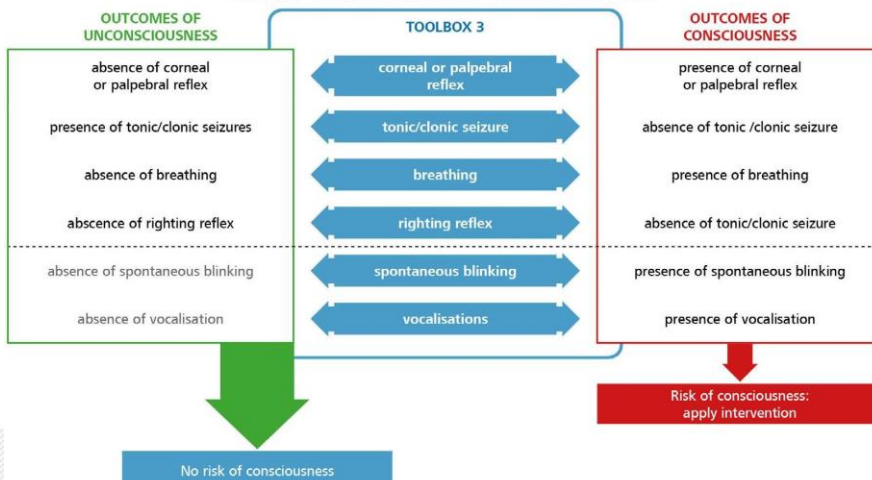 OUTCOMES OF
UNCONSCIOUSNESS
TOOLBOX 3
OUTCOMES OF
CONSCIOUSNESS
absence of corneal
or palpebral reflex
corneal or palpebral
reflex
presence of corneal
or palpebral reflex
presence of tonic/clonic seizures
tonic/clonic seizure
absence of tonic /clonic seizure
absence of breathing
breathing
presence of breathing
abscence of righting reflex
righting reflex
absence of tonic/clonic seizure
absence of spontaneous blinking
spontaneous blinking
presence of spontaneous blinking
absence of vocalisation
vocalisations
presence of vocalisation
Risk of consciousness:
apply intervention
No risk of consciousness